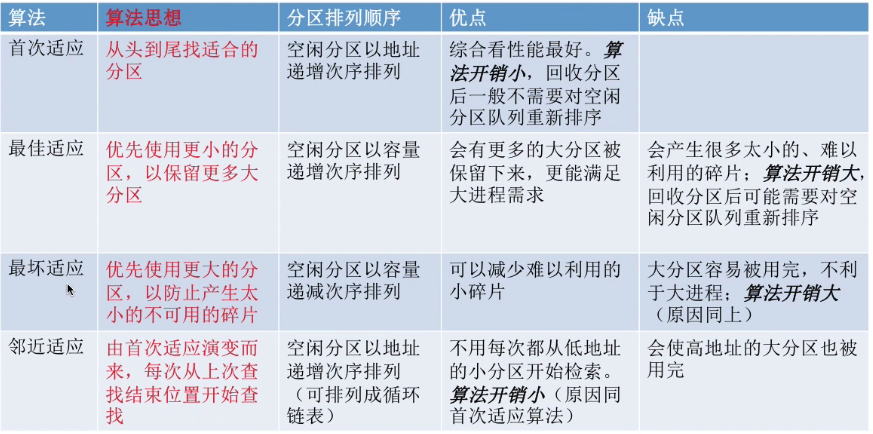 算法
算法思想
分区排列顺序
优点
缺点
首次适应
从头到尾找适合的
分区
空闲分区以地址
递增次序排列
综合看性能最好。算
法开销小，回收分区
后一般不需要对空闲
分区队列重新排序
最佳适应
优先使用更小的分
区，以保留更多大
分区
空闲分区以容量
递增次序排列
会有更多的大分区被
保留下来，更能满足
大进程需求
会产生很多太小的、难以
利用的碎片；算法开销大，
回收分区后可能需要对空
闲分区队列重新排序
最坏适应
优先使用更大的分
区，以防止产生太
小的不可用的碎片
空闲分区以容量
递减次序排列
可以减少难以利用的
小碎片
大分区容易被用完，不利
于大进程；算法开销大
（原因同上）
邻近适应
由首次适应演变而
来，每次从上次查
找结束位置开始查
找
空闲分区以地址
递增次序排列
（可排列成循环
链表）
不用每次都从低地址
的小分区开始检索。
算法开销小（原因同
首次适应算法）
会使高地址的大分区也被
用完